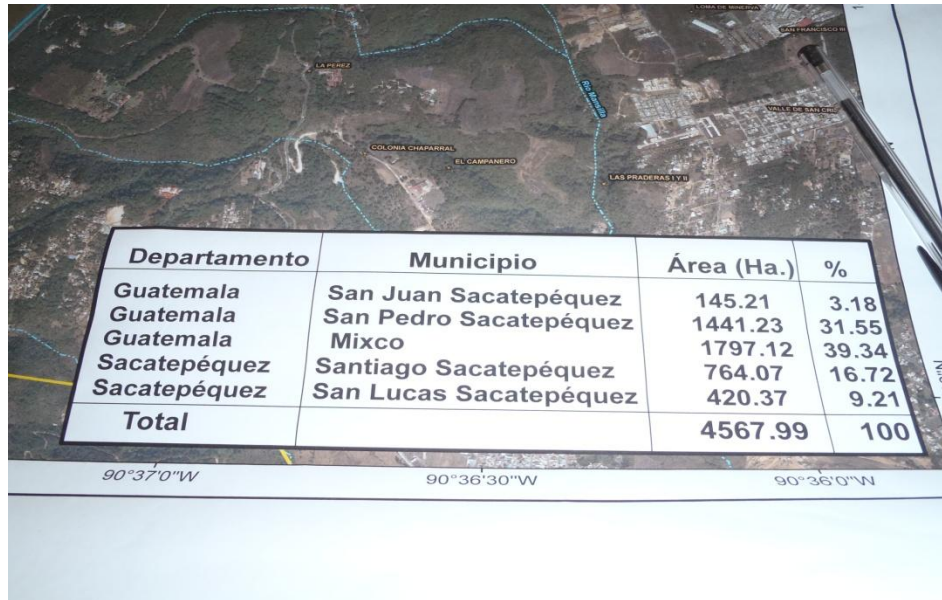 LOMA DE MINERVA
SAN FRANCISCO III
LA PEREZ
Río Mansilla
VALLE DE SAN CRIS
COLONIA CHAPARRAL
EL CAMPANERO
LAS PRADERAS I Y II
Departamento Municipio Área (Ha.) %
Guatemala San Juan Sacatepéquez 145.21 3.18
Guatemala San Pedro Sacatepéquez 1441.23 31.55
Guatemala Mixco 1797.12 39.34
Sacatepéquez Santiago Sacatepéquez 764.07 16.72
Sacatepéquez San Lucas Sacatepéquez 420.37 9.21
Total 4567.99 100
90°37'0"W 90°36'30"W 90°36'0"W